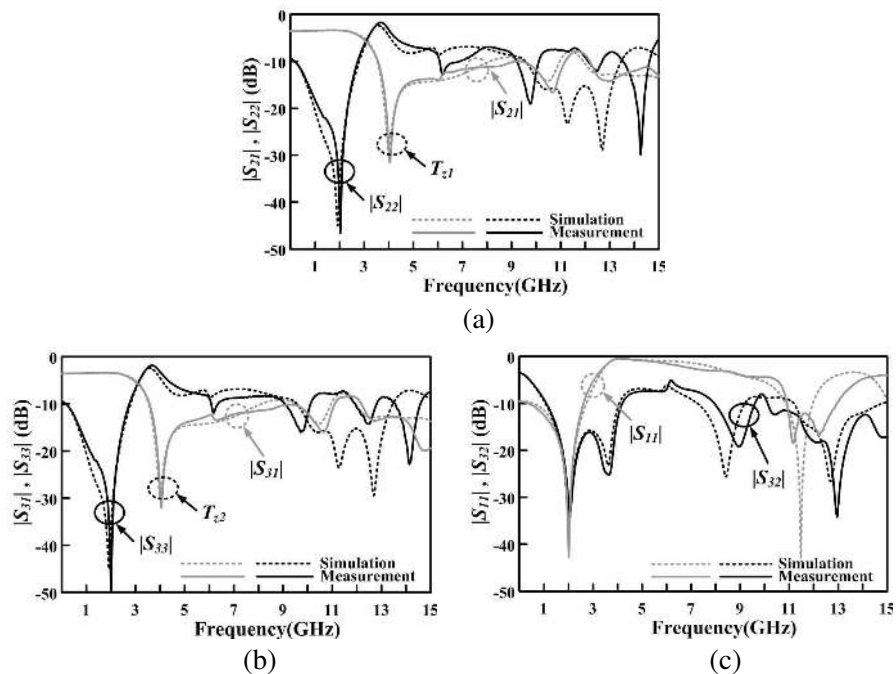 0
-10
-20
-30
-40
-50
|S21| , |S22| (dB)
|S21|
Tz1
|S22|
Simulation
Measurement
1 3 5 7 9 11 13 15
Frequency(GHz)
(a)
0
-10
-20
-30
-40
-50
|S31| , |S33| (dB)
|S31|
Tz2
|S33|
Simulation
Measurement
1 3 5 7 9 11 13 15
Frequency(GHz)
(b)
0
-10
-20
-30
-40
-50
|S11| , |S32| (dB)
|S11|
|S32|
Simulation
Measurement
1 3 5 7 9 11 13 15
Frequency(GHz)
(c)